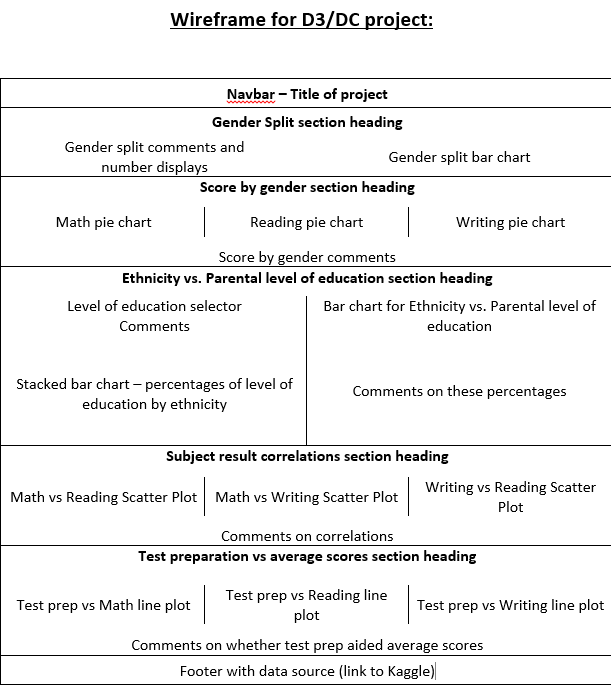 Wireframe for D3/DC project:
Navbar – Title of project
Gender Split section heading
Gender split comments and
number displays
Gender split bar chart
Score by gender section heading
Math pie chart
Reading pie chart
Writing pie chart
Score by gender comments
Ethnicity vs. Parental level of education section heading
Level of education selector
Comments
Bar chart for Ethnicity vs. Parental level of
education
Stacked bar chart – percentages of level of
education by ethnicity
Comments on these percentages
Subject result correlations section heading
Math vs Reading Scatter Plot
Math vs Writing Scatter Plot
Writing vs Reading Scatter
Plot
Comments on correlations
Test preparation vs average scores section heading
Test prep vs Math line plot
Test prep vs Reading line
plot
Test prep vs Writing line plot
Comments on whether test prep aided average scores
Footer with data source (link to Kaggle)